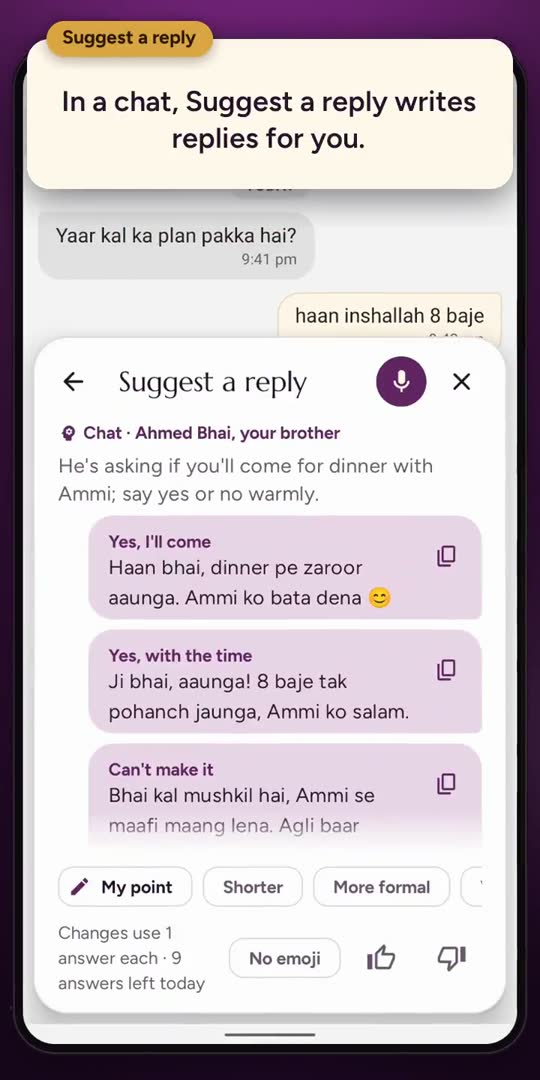 Suggest a reply
In a chat, Suggest a reply writes
replies for you.
Yaar kal ka plan pakka hai?
9:41 pm
haan inshallah 8 baje
Suggest a reply
Chat · Ahmed Bhai, your brother
He's asking if you'll come for dinner with
Ammi; say yes or no warmly.
Yes, I'll come
Haan bhai, dinner pe zaroor
aaunga. Ammi ko bata dena 😊
Yes, with the time
Ji bhai, aaunga! 8 baje tak
pohanch jaunga, Ammi ko salam.
Can't make it
Bhai kal mushkil hai, Ammi se
maafi maang lena. Agli baar
My point
Shorter
More formal
Changes use 1
answer each · 9
answers left today
No emoji